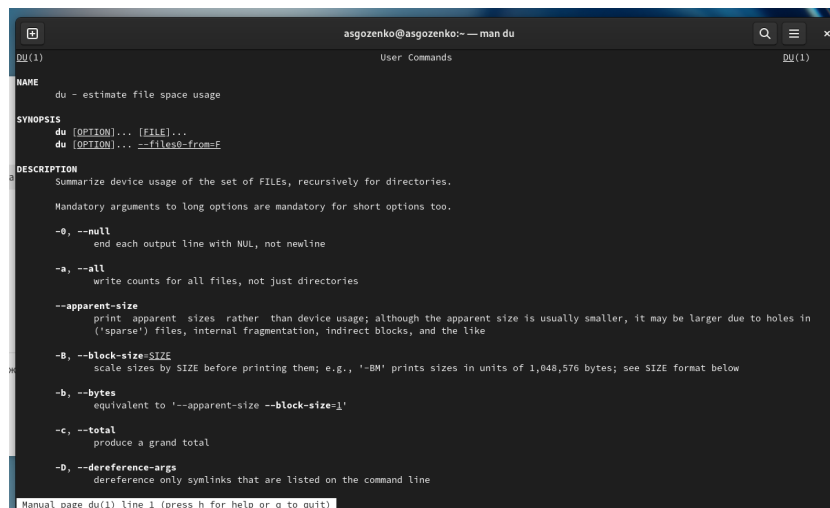 asgozenko@asgozenko:~ — man du
DU(1) User Commands DU(1)
NAME
du - estimate file space usage
SYNOPSIS
du [OPTION]... [FILE]...
du [OPTION]... --files0-from=F
DESCRIPTION
Summarize device usage of the set of FILEs, recursively for directories.
Mandatory arguments to long options are mandatory for short options too.
-0, --null
end each output line with NUL, not newline
-a, --all
write counts for all files, not just directories
--apparent-size
print apparent sizes rather than device usage; although the apparent size is usually smaller, it may be larger due to holes in
('sparse') files, internal fragmentation, indirect blocks, and the like
-B, --block-size=SIZE
scale sizes by SIZE before printing them; e.g., '-BM' prints sizes in units of 1,048,576 bytes; see SIZE format below
-b, --bytes
equivalent to '--apparent-size --block-size=1'
-c, --total
produce a grand total
-D, --dereference-args
dereference only symlinks that are listed on the command line
Manual page du(1) line 1 (press h for help or q to quit)